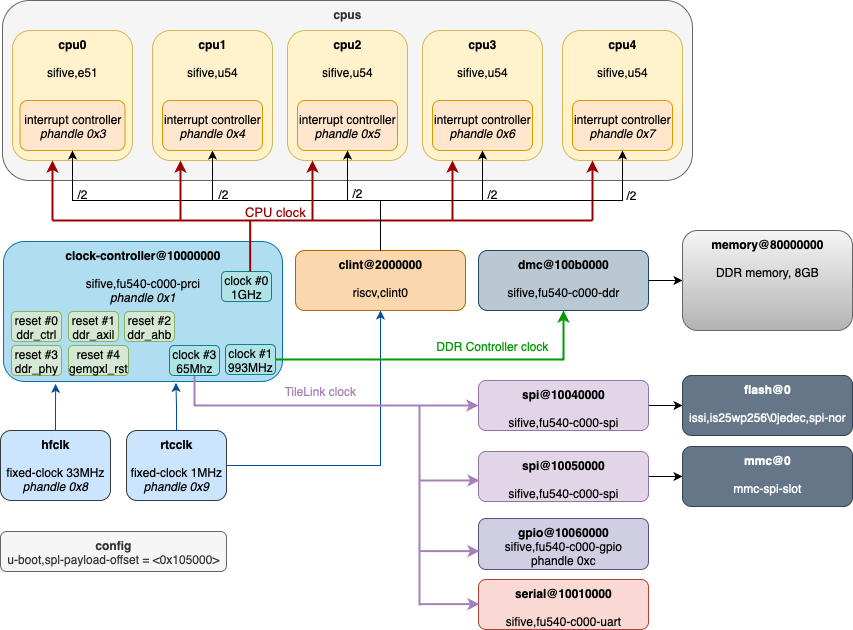 cpus
cpu0
sifive,e51
interrupt controller
phandle 0x3
cpu1
sifive,u54
interrupt controller
phandle 0x4
cpu2
sifive,u54
interrupt controller
phandle 0x5
cpu3
sifive,u54
interrupt controller
phandle 0x6
cpu4
sifive,u54
interrupt controller
phandle 0x7
/2
/2
/2
/2
/2
CPU clock
clock-controller@10000000
sifive,fu540-c000-prci
phandle 0x1
clock #0
1GHz
reset #0
ddr_ctrl
reset #1
ddr_axil
reset #2
ddr_ahb
reset #3
ddr_phy
reset #4
gemgxl_rst
clock #3
65Mhz
clock #1
993MHz
clint@2000000
riscv,clint0
dmc@100b0000
sifive,fu540-c000-ddr
memory@80000000
DDR memory, 8GB
DDR Controller clock
TileLink clock
hfclk
fixed-clock 33MHz
phandle 0x8
rtcclk
fixed-clock 1MHz
phandle 0x9
spi@10040000
sifive,fu540-c000-spi
flash@0
issi,is25wp256\0jedec,spi-nor
spi@10050000
sifive,fu540-c000-spi
mmc@0
mmc-spi-slot
gpio@10060000
sifive,fu540-c000-gpio
phandle 0xc
config
u-boot,spl-payload-offset = <0x105000>
serial@10010000
sifive,fu540-c000-uart